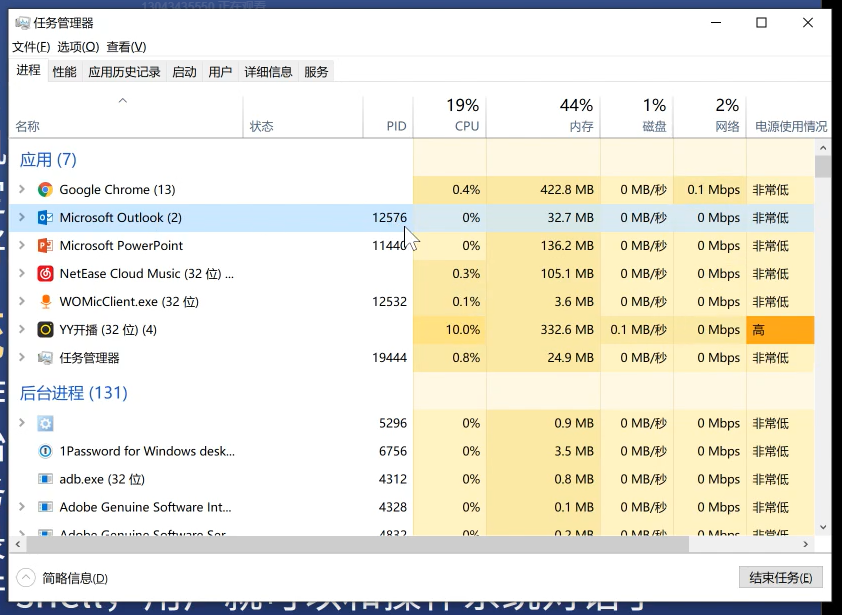 13043435550 正在观看
任务管理器
文件(F) 选项(O) 查看(V)
进程 性能 应用历史记录 启动 用户 详细信息 服务
19% 44% 1% 2%
名称 状态 PID CPU 内存 磁盘 网络 电源使用情况
应用 (7)
Google Chrome (13) 0.4% 422.8 MB 0 MB/秒 0.1 Mbps 非常低
Microsoft Outlook (2) 12576 0% 32.7 MB 0 MB/秒 0 Mbps 非常低
Microsoft PowerPoint 11440 0% 136.2 MB 0 MB/秒 0 Mbps 非常低
NetEase Cloud Music (32 位) ... 0.3% 105.1 MB 0 MB/秒 0 Mbps 非常低
WOMicClient.exe (32 位) 12532 0.1% 3.6 MB 0 MB/秒 0 Mbps 非常低
YY开播 (32 位) (4) 10.0% 332.6 MB 0.1 MB/秒 0 Mbps 高
任务管理器 19444 0.8% 24.9 MB 0 MB/秒 0 Mbps 非常低
后台进程 (131)
5296 0% 0.9 MB 0 MB/秒 0 Mbps 非常低
1Password for Windows desk... 6756 0% 3.5 MB 0 MB/秒 0 Mbps 非常低
adb.exe (32 位) 4312 0% 0.8 MB 0 MB/秒 0 Mbps 非常低
Adobe Genuine Software Int... 4328 0% 0.1 MB 0 MB/秒 0 Mbps 非常低
Adobe Genuine Software Ser... 4832 0% 0.2 MB 0 MB/秒 0 Mbps 非常低
简略信息(D) 结束任务(E)
shell，用户就可以和操作系统对话了